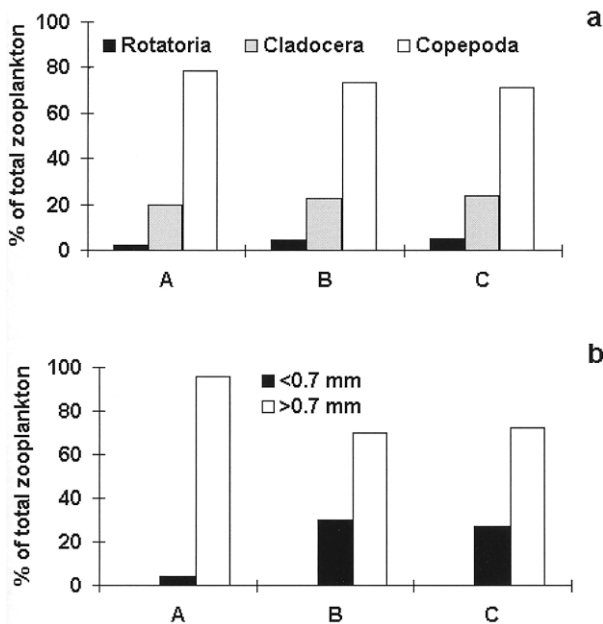 a
100
Rotatoria Cladocera Copepoda
80
60
40
20
0
% of total zooplankton
A B C
b
100
<0.7 mm
>0.7 mm
80
60
40
20
0
% of total zooplankton
A B C